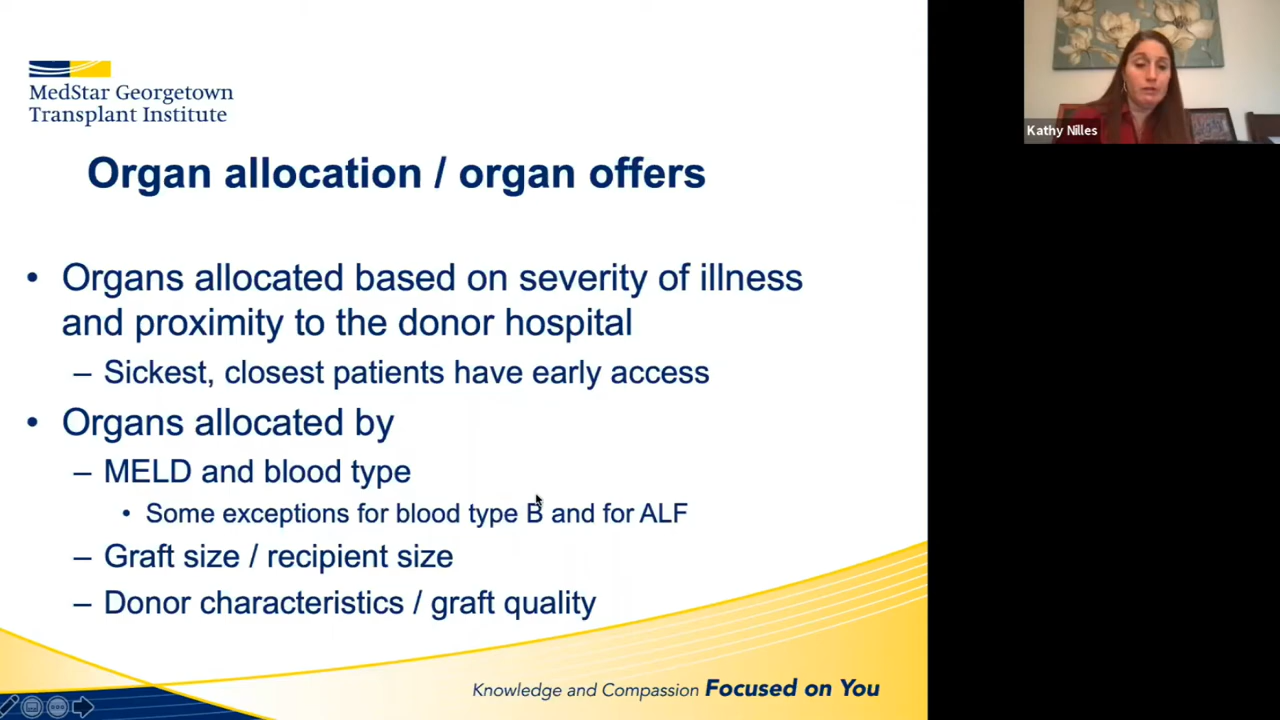 MedStar Georgetown
Transplant Institute
Kathy Nilles
Organ allocation / organ offers
• Organs allocated based on severity of illness
and proximity to the donor hospital
– Sickest, closest patients have early access
• Organs allocated by
– MELD and blood type
• Some exceptions for blood type B and for ALF
– Graft size / recipient size
– Donor characteristics / graft quality
Knowledge and Compassion Focused on You